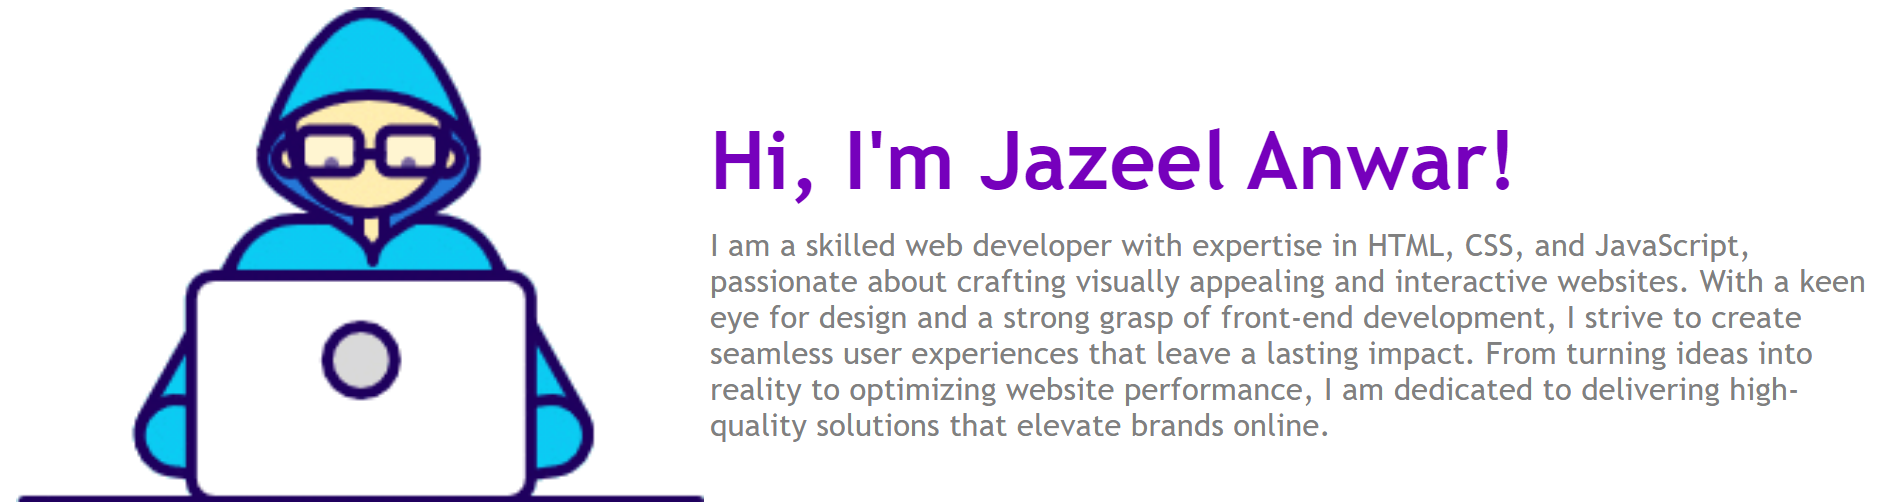 Hi, I'm Jazeel Anwar!
I am a skilled web developer with expertise in HTML, CSS, and JavaScript,
passionate about crafting visually appealing and interactive websites. With a keen
eye for design and a strong grasp of front-end development, I strive to create
seamless user experiences that leave a lasting impact. From turning ideas into
reality to optimizing website performance, I am dedicated to delivering high-
quality solutions that elevate brands online.